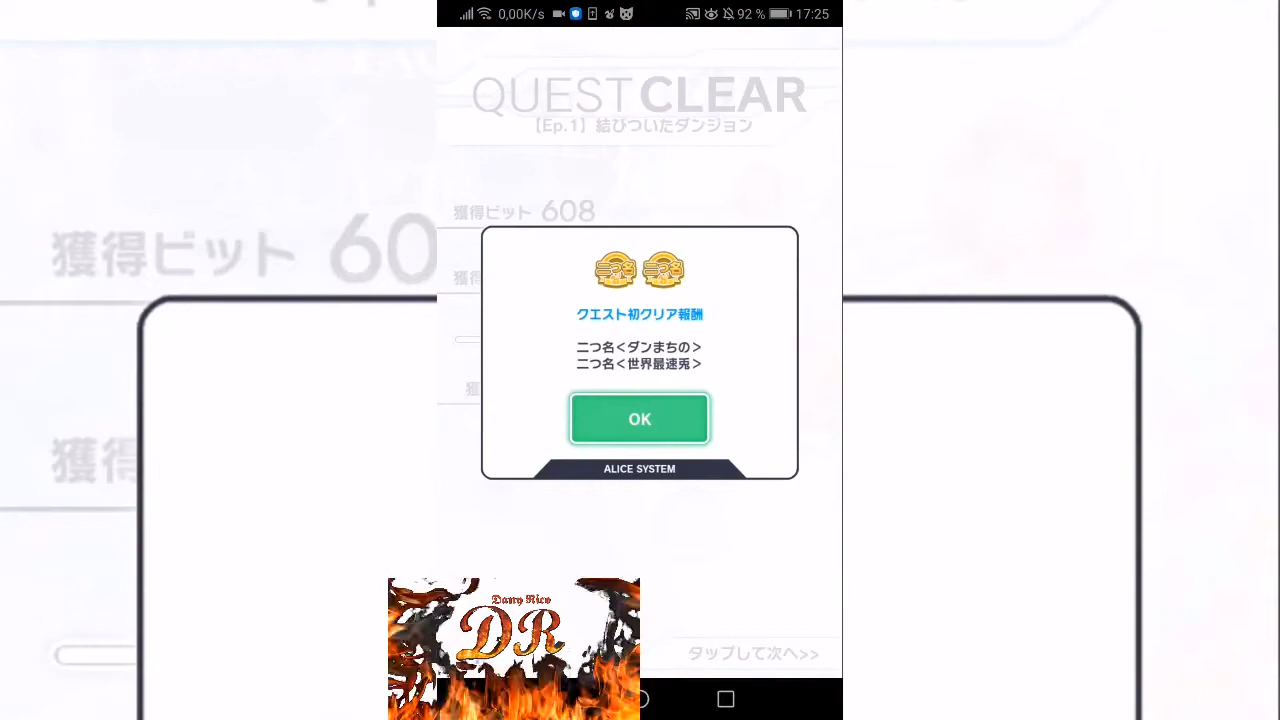 0,00K/s
92 %
17:25
QUEST CLEAR
【Ep.1】結びついたダンジョン
獲得ビット 608
獲得ビット 60
獲得
二つ名
二つ名
クエスト初クリア報酬
二つ名<ダンまちの>
二つ名<世界最速兎>
獲
OK
獲得
ALICE SYSTEM
Dany Rico
DR
タップして次へ>>